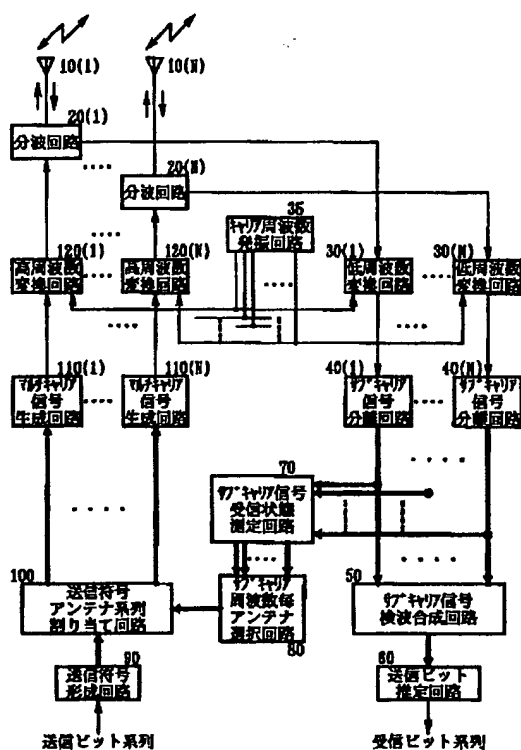 10(1)
10(N)
20(1)
分波回路
20(N)
分波回路
35
キャリア周波数
発振回路
120(1)
高周波数
変換回路
120(N)
高周波数
変換回路
30(1)
低周波数
変換回路
30(N)
低周波数
変換回路
110(1)
マルチキャリア
信号
生成回路
110(N)
マルチキャリア
信号
生成回路
40(1)
サブキャリア
信号
分離回路
40(N)
サブキャリア
信号
分離回路
70
サブキャリア信号
受信状態
測定回路
100
送信符号
アンテナ系列
割り当て回路
サブキャリア
周波数毎
アンテナ
選択回路
80
50
サブキャリア信号
検波合成回路
90
送信符号
形成回路
60
送信ビット
推定回路
送信ビット系列
受信ビット系列